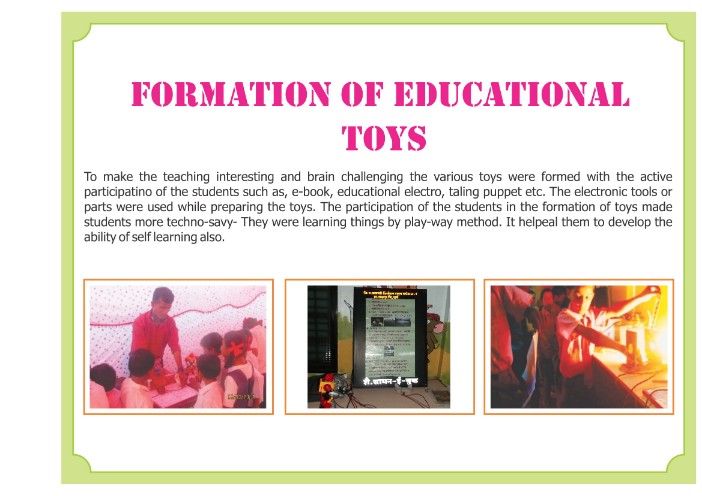 FORMATION OF EDUCATIONAL
TOYS
To make the teaching interesting and brain challenging the various toys were formed with the active
participatino of the students such as, e-book, educational electro, taling puppet etc. The electronic tools or
parts were used while preparing the toys. The participation of the students in the formation of toys made
students more techno-savy- They were learning things by play-way method. It helpeal them to develop the
ability of self learning also.